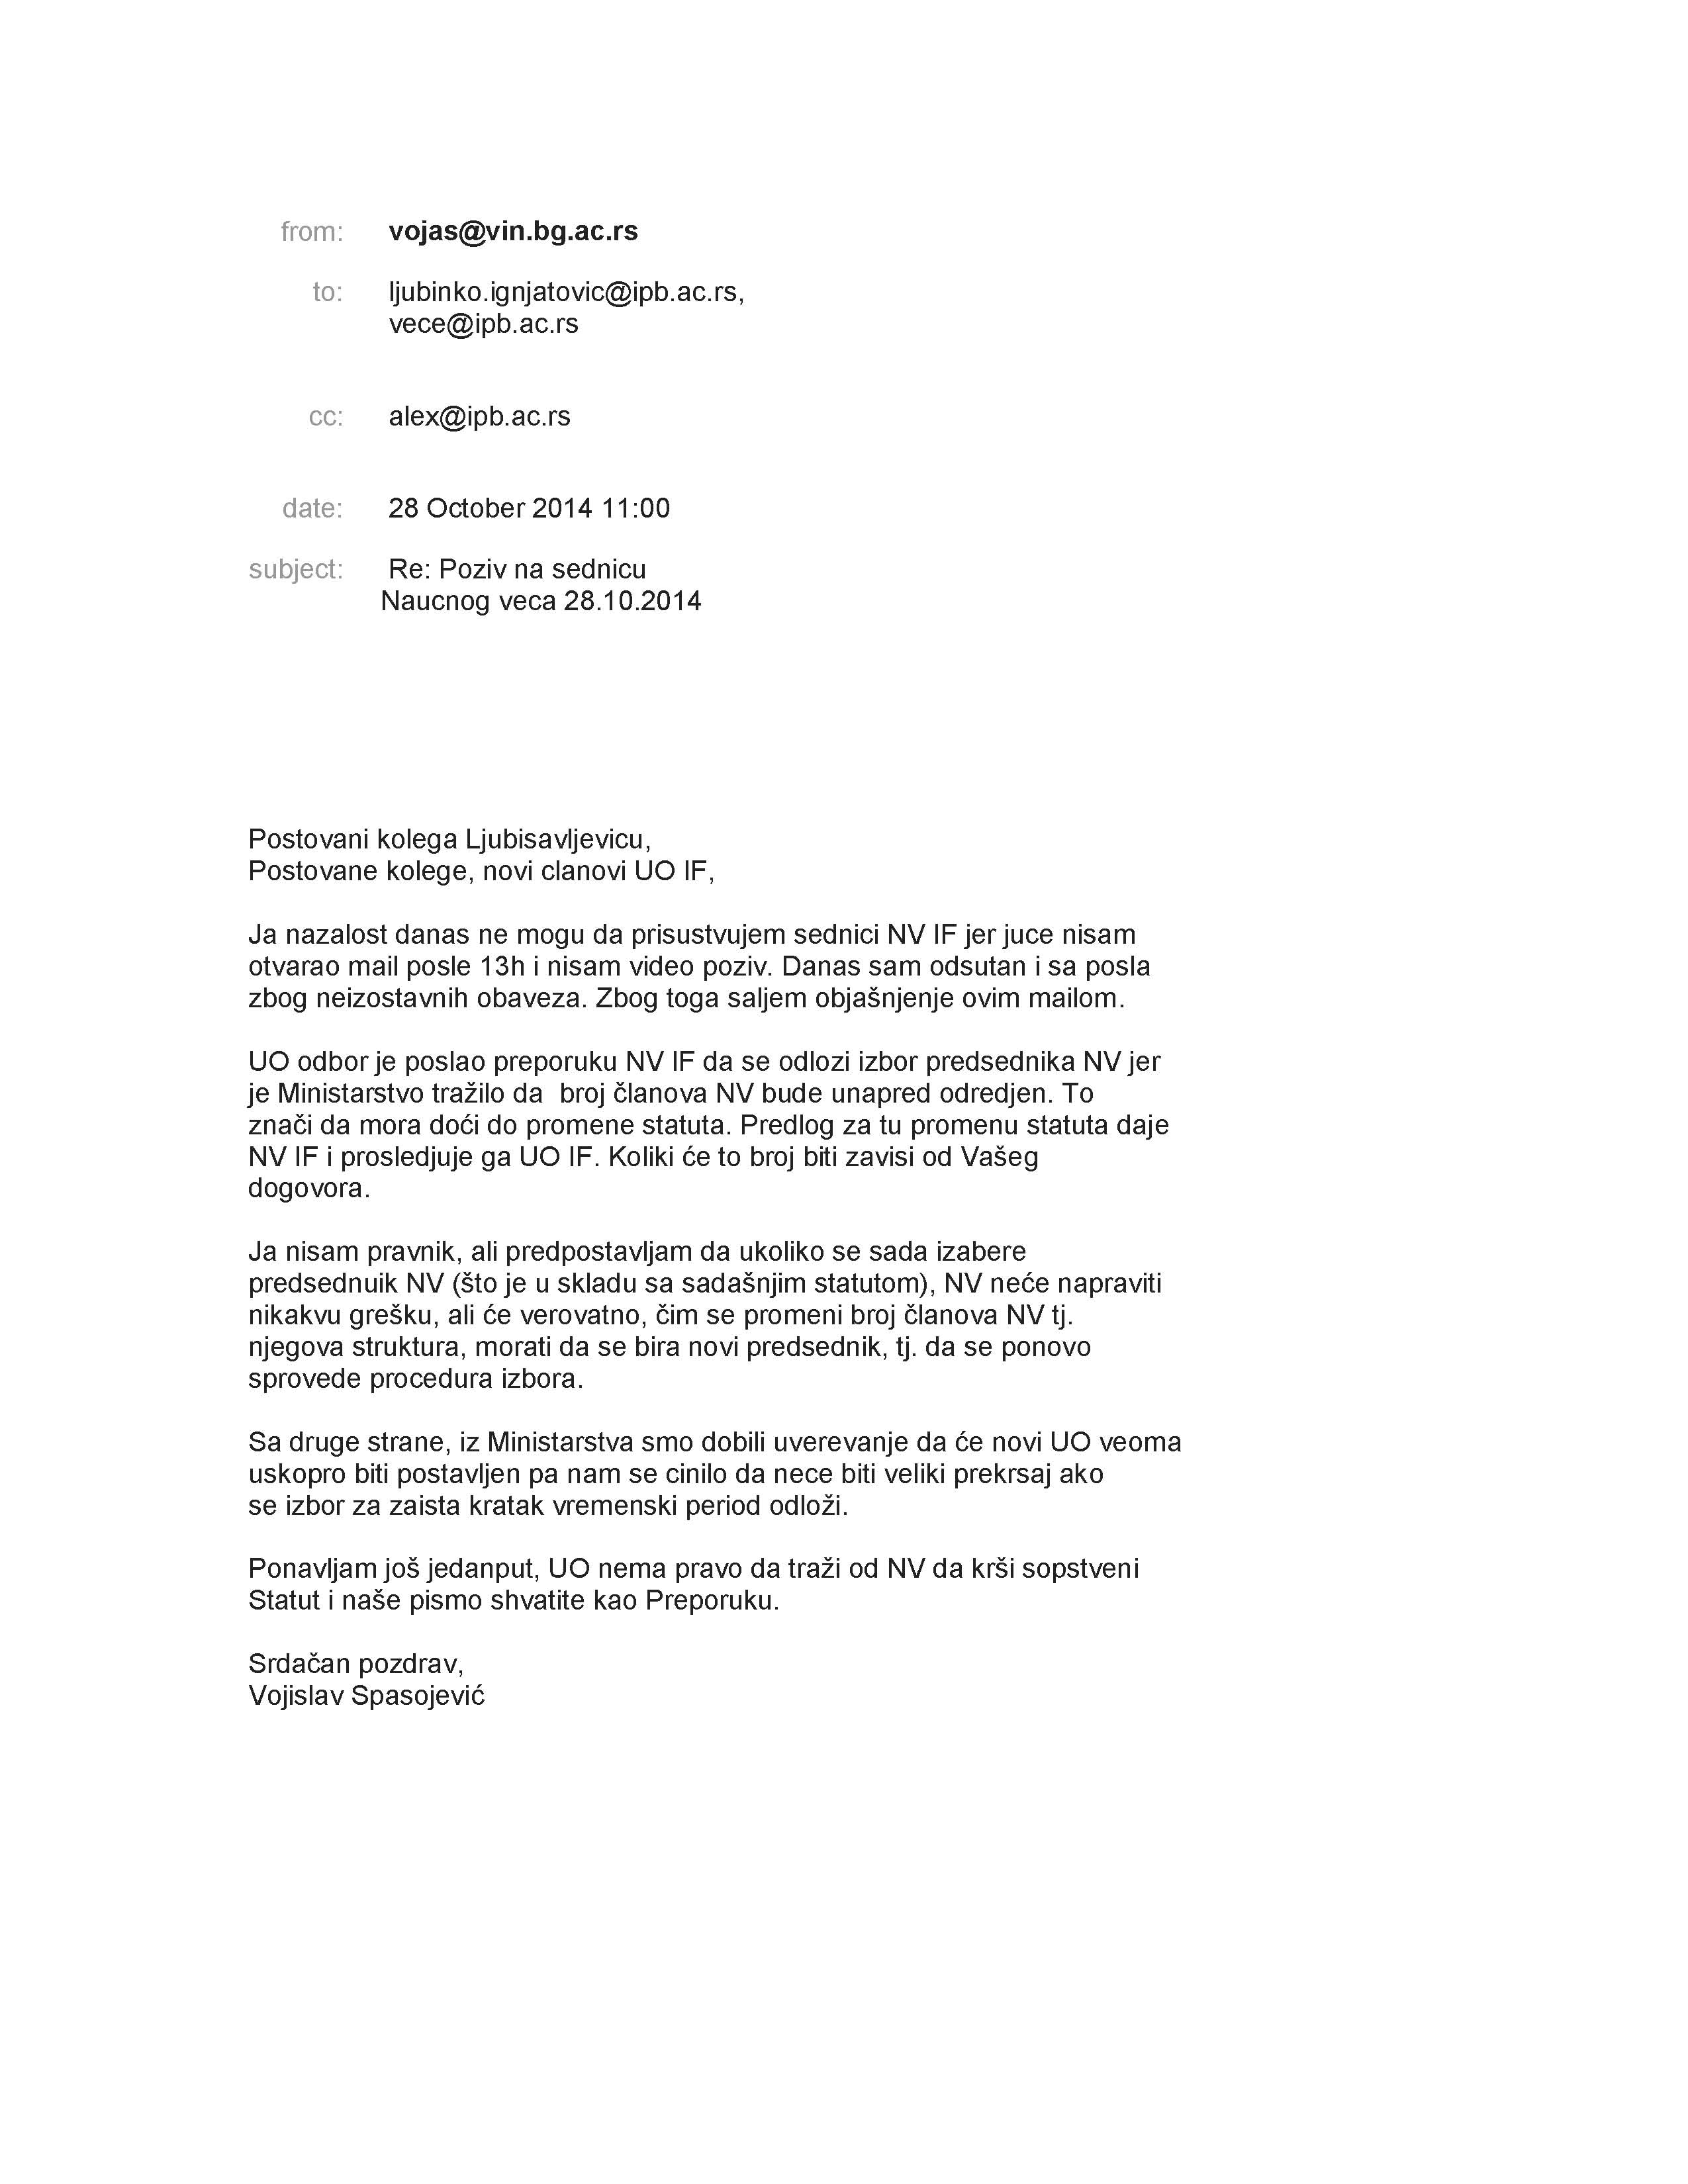 from: vojas@vin.bg.ac.rs
to: ljubinko.ignjatovic@ipb.ac.rs,
vece@ipb.ac.rs
cc: alex@ipb.ac.rs
date: 28 October 2014 11:00
subject: Re: Poziv na sednicu
Naucnog veca 28.10.2014
Postovani kolega Ljubisavljevicu,
Postovane kolege, novi clanovi UO IF,
Ja nazalost danas ne mogu da prisustvujem sednici NV IF jer juce nisam
otvarao mail posle 13h i nisam video poziv. Danas sam odsutan i sa posla
zbog neizostavnih obaveza. Zbog toga saljem objašnjenje ovim mailom.
UO odbor je poslao preporuku NV IF da se odlozi izbor predsednika NV jer
je Ministarstvo tražilo da  broj članova NV bude unapred odredjen. To
znači da mora doći do promene statuta. Predlog za tu promenu statuta daje
NV IF i prosledjuje ga UO IF. Koliki će to broj biti zavisi od Vašeg
dogovora.
Ja nisam pravnik, ali predpostavljam da ukoliko se sada izabere
predsednuik NV (što je u skladu sa sadašnjim statutom), NV neće napraviti
nikakvu grešku, ali će verovatno, čim se promeni broj članova NV tj.
njegova struktura, morati da se bira novi predsednik, tj. da se ponovo
sprovede procedura izbora.
Sa druge strane, iz Ministarstva smo dobili uverevanje da će novi UO veoma
uskopro biti postavljen pa nam se cinilo da nece biti veliki prekrsaj ako
se izbor za zaista kratak vremenski period odloži.
Ponavljam još jedanput, UO nema pravo da traži od NV da krši sopstveni
Statut i naše pismo shvatite kao Preporuku.
Srdačan pozdrav,
Vojislav Spasojević